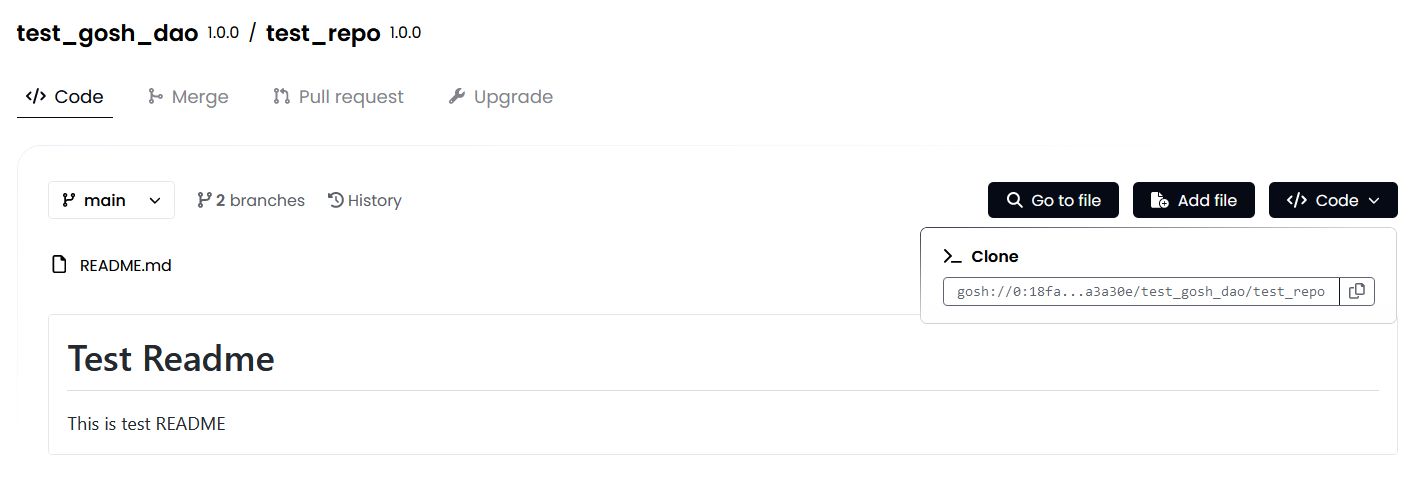 test_gosh_dao 1.0.0 / test_repo 1.0.0
Code Merge Pull request Upgrade
main 2 branches History Go to file Add file Code
Clone
README.md
gosh://0:18fa...a3a30e/test_gosh_dao/test_repo
Test Readme
This is test README